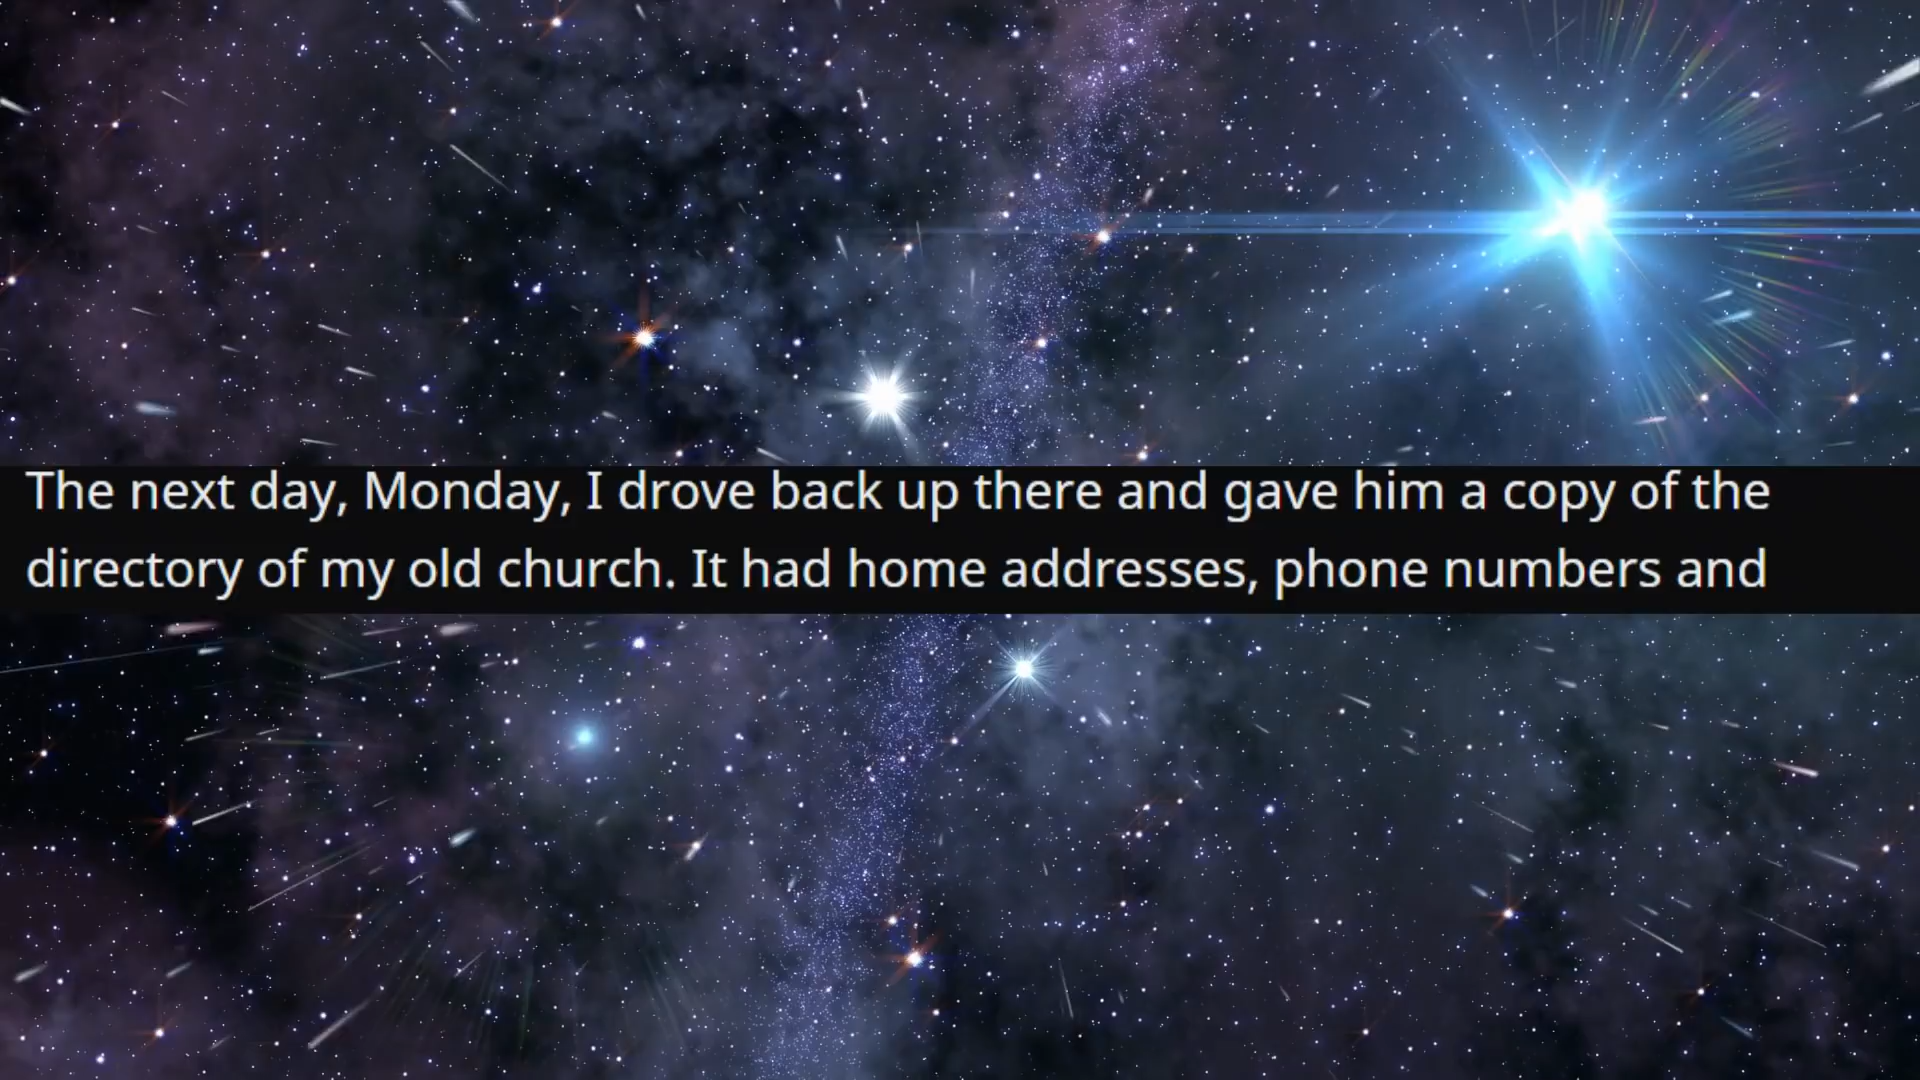 The next day, Monday, I drove back up there and gave him a copy of the
directory of my old church. It had home addresses, phone numbers and